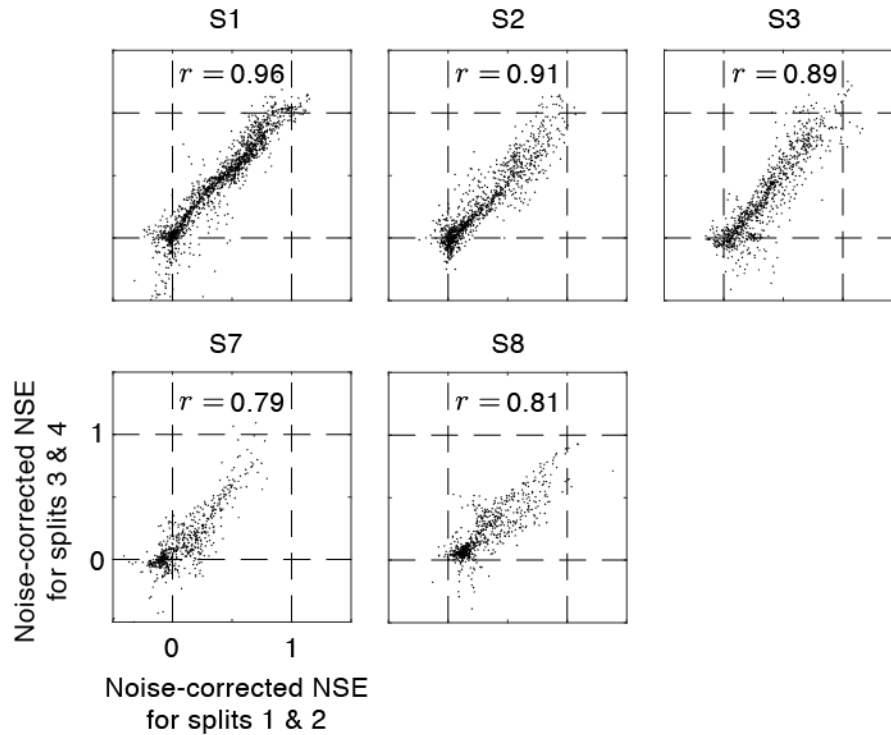 S1
S2
S3
r = 0.96
r = 0.91
r = 0.89
S7
S8
r = 0.79
r = 0.81
Noise-corrected NSE
for splits 3 & 4
1
0
0
1
Noise-corrected NSE
for splits 1 & 2